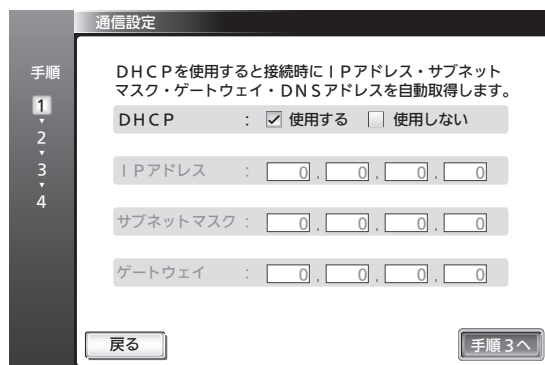 通信設定
手順
1
2
3
4
DHCPを使用すると接続時にIPアドレス・サブネット
マスク・ゲートウェイ・DNSアドレスを自動取得します。
DHCP : 使用する 使用しない
IPアドレス : 0 . 0 . 0 . 0
サブネットマスク : 0 . 0 . 0 . 0
ゲートウェイ : 0 . 0 . 0 . 0
戻る
手順3へ